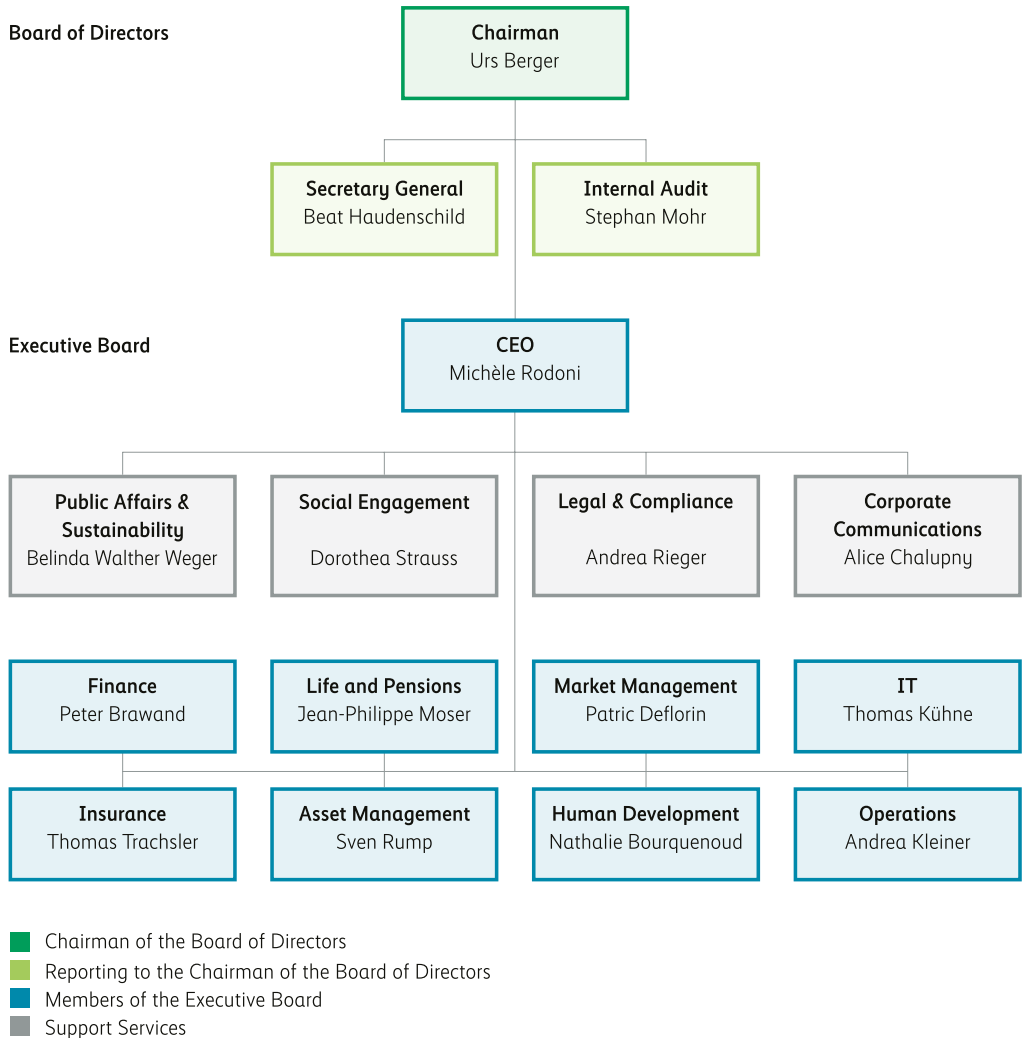 Board of Directors
Chairman
Urs Berger
Secretary General
Beat Haudenschild
Internal Audit
Stephan Mohr
Executive Board
CEO
Michèle Rodoni
Public Affairs &
Sustainability
Belinda Walther Weger
Social Engagement
Dorothea Strauss
Legal & Compliance
Andrea Rieger
Corporate
Communications
Alice Chalupny
Finance
Peter Brawand
Life and Pensions
Jean-Philippe Moser
Market Management
Patric Deflorin
IT
Thomas Kühne
Insurance
Thomas Trachsler
Asset Management
Sven Rump
Human Development
Nathalie Bourquenoud
Operations
Andrea Kleiner
Chairman of the Board of Directors
Reporting to the Chairman of the Board of Directors
Members of the Executive Board
Support Services